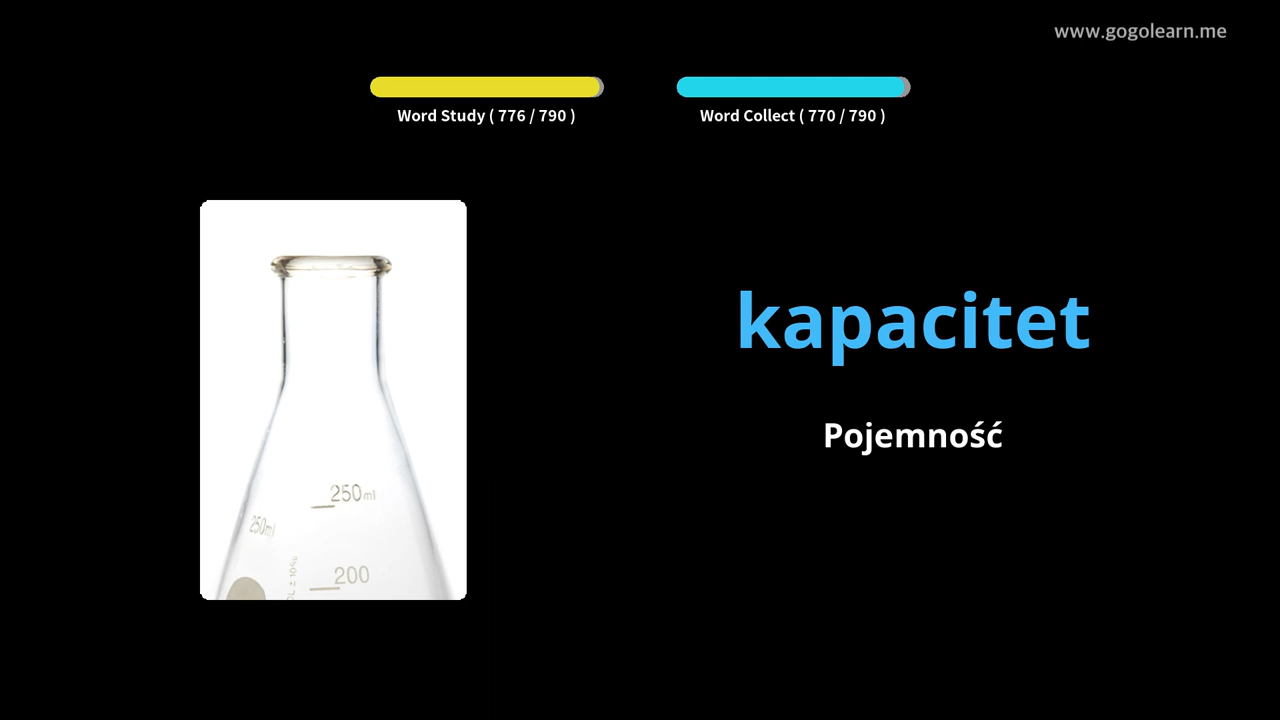 www.gogolearn.me
Word Study ( 776 / 790 )
Word Collect ( 770 / 790 )
kapacitet
Pojemność
250ml
250ml
200